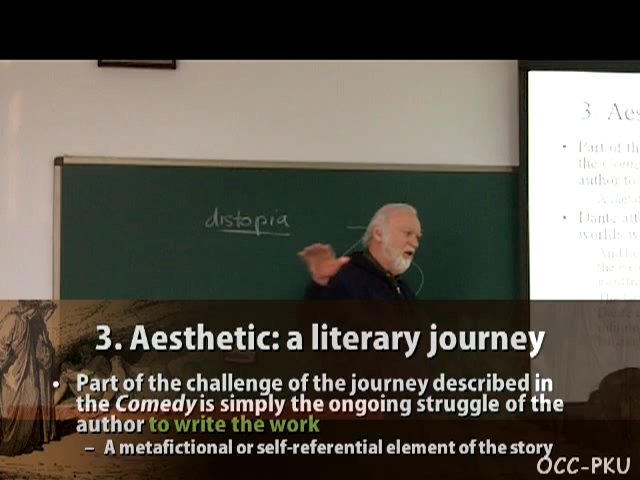 distopia
3 Aes
• Part of th
the Com
author to
A meta
• Dante att
worlds w
3. Aesthetic: a literary journey
• Part of the challenge of the journey described in
the Comedy is simply the ongoing struggle of the
author to write the work
– A metafictional or self-referential element of the story
OCC-PKU